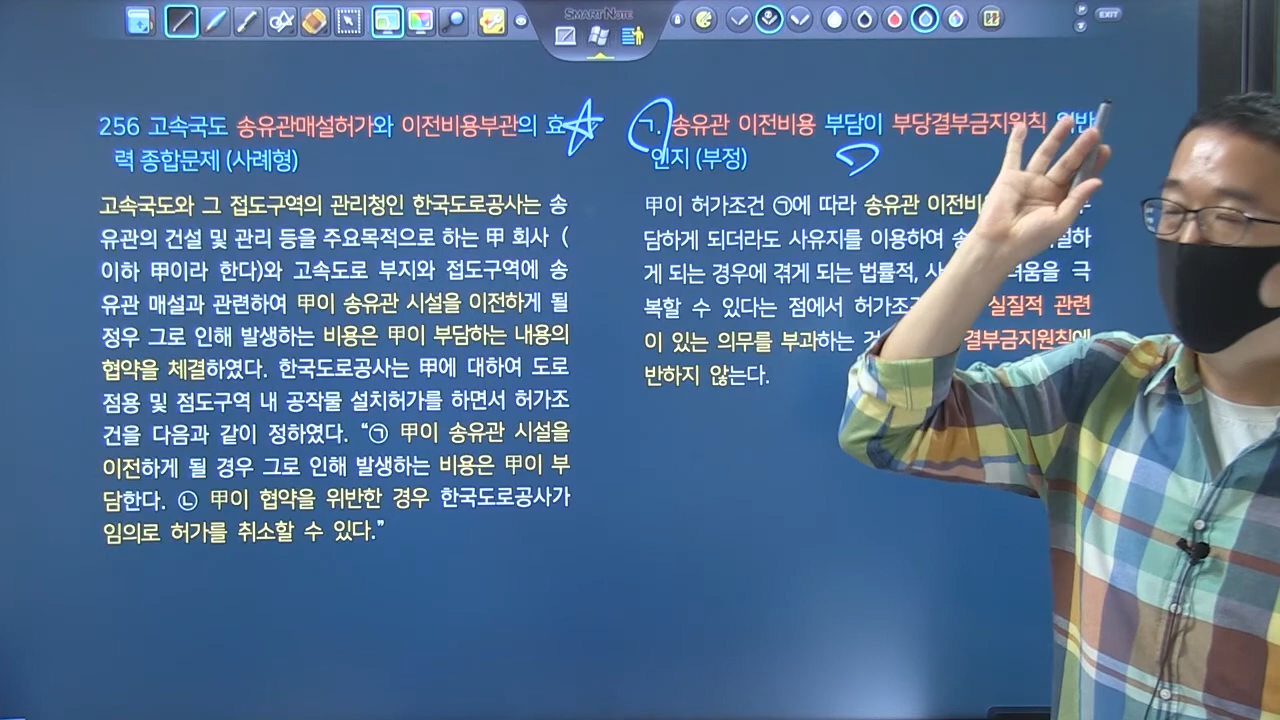 SMARTNOTE
EXIT
256 고속국도 송유관매설허가와 이전비용부관의 효
력 종합문제 (사례형)
고속국도와 그 접도구역의 관리청인 한국도로공사는 송
유관의 건설 및 관리 등을 주요목적으로 하는 甲 회사 (
이하 甲이라 한다)와 고속도로 부지와 접도구역에 송
유관 매설과 관련하여 甲이 송유관 시설을 이전하게 될
경우 그로 인해 발생하는 비용은 甲이 부담하는 내용의
협약을 체결하였다. 한국도로공사는 甲에 대하여 도로
점용 및 접도구역 내 공작물 설치허가를 하면서 허가조
건을 다음과 같이 정하였다. “㉠ 甲이 송유관 시설을
이전하게 될 경우 그로 인해 발생하는 비용은 甲이 부
담한다. ㉡ 甲이 협약을 위반한 경우 한국도로공사가
임의로 허가를 취소할 수 있다.”
ㄱ. 송유관 이전비용 부담이 부당결부금지원칙 위반
인지 (부정)
甲이 허가조건 ㉠에 따라 송유관
담하게 되더라도 사유지를 이용하여
게 되는 경우에 겪게 되는 법률적, 극
복할 수 있다는 점에서 실질적 관련
이 있는 의무를 부과하는 결부금지원칙에
반하지 않는다.